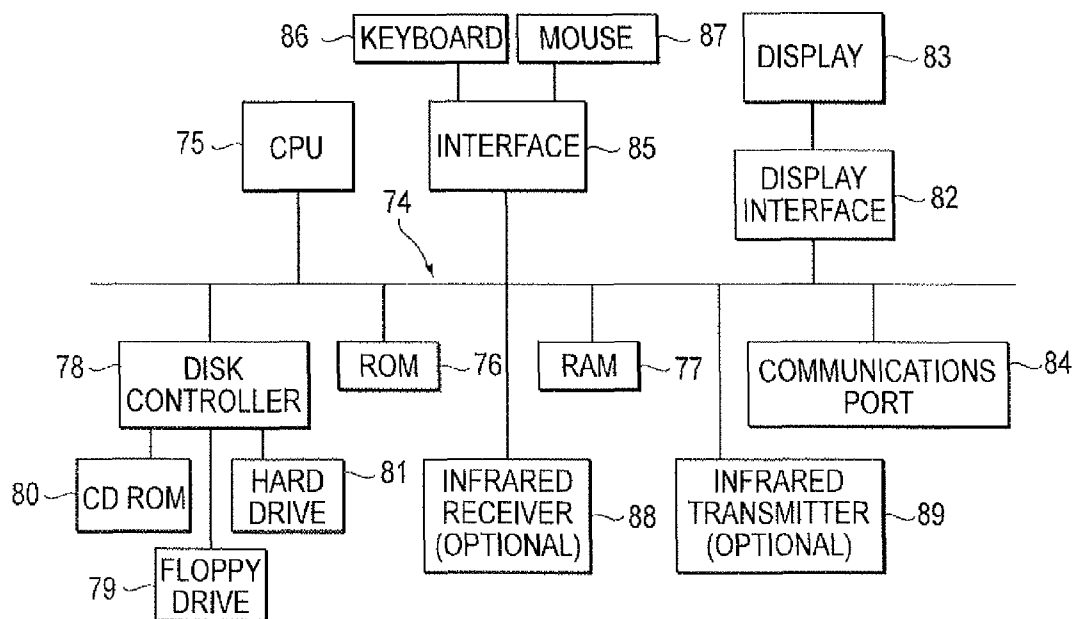 86
KEYBOARD
MOUSE
87
DISPLAY
83
75
CPU
INTERFACE
85
DISPLAY
INTERFACE
82
74
78
DISK
CONTROLLER
ROM
76
RAM
77
COMMUNICATIONS
PORT
84
80
CD ROM
HARD
DRIVE
81
INFRARED
RECEIVER
(OPTIONAL)
88
INFRARED
TRANSMITTER
(OPTIONAL)
89
79
FLOPPY
DRIVE